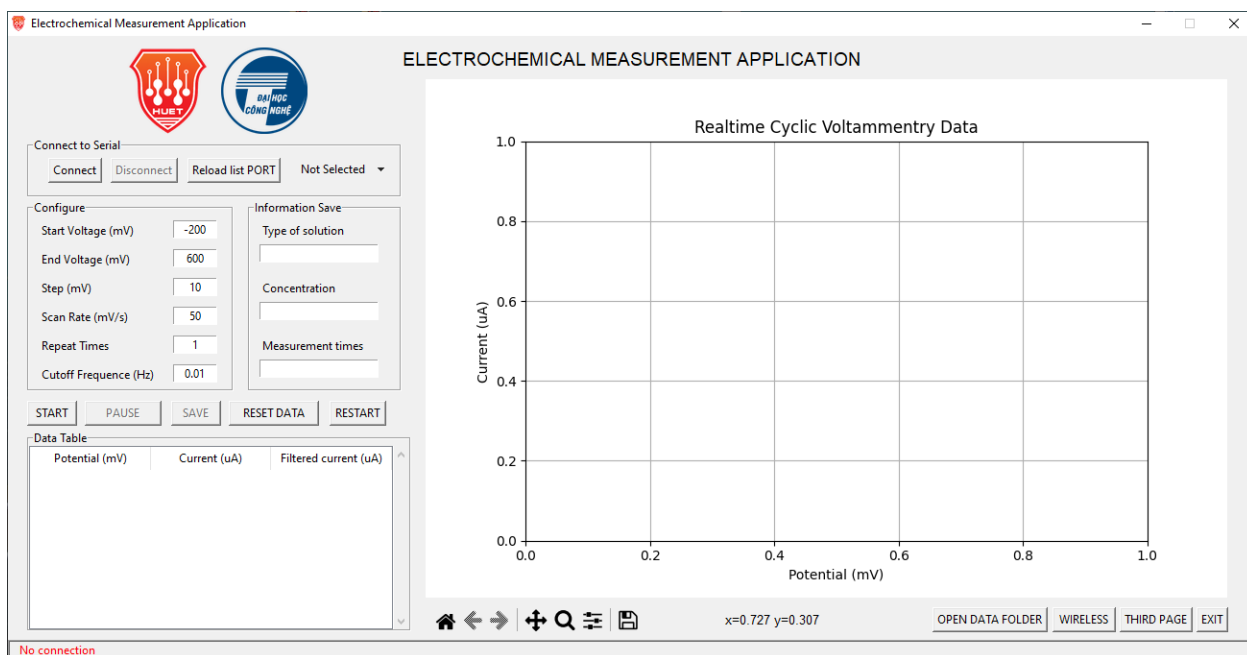 Electrochemical Measurement Application
ELECTROCHEMICAL MEASUREMENT APPLICATION
HUET
ĐẠI HỌC
CÔNG NGHỆ
Connect to Serial
Connect Disconnect Reload list PORT Not Selected
Configure
Start Voltage (mV) -200
End Voltage (mV) 600
Step (mV) 10
Scan Rate (mV/s) 50
Repeat Times 1
Cutoff Frequence (Hz) 0.01
Information Save
Type of solution
Concentration
Measurement times
START PAUSE SAVE RESET DATA RESTART
Data Table
Potential (mV) Current (uA) Filtered current (uA)
Realtime Cyclic Voltammentry Data
1.0
0.8
0.6
0.4
0.2
0.0
Current (uA)
0.0 0.2 0.4 0.6 0.8 1.0
Potential (mV)
x=0.727 y=0.307
OPEN DATA FOLDER WIRELESS THIRD PAGE EXIT
No connection